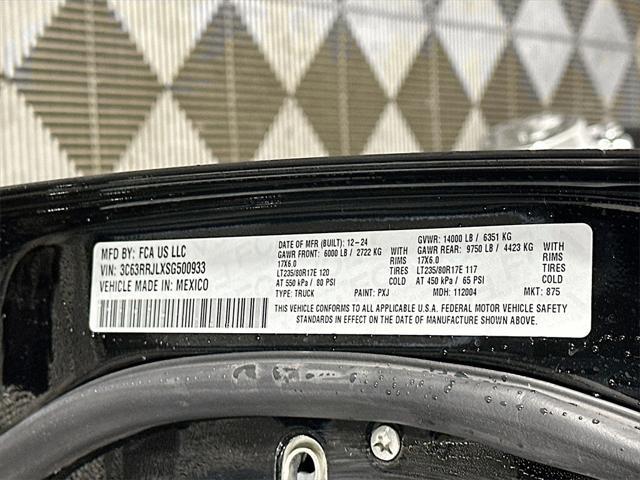 MFD BY: FCA US LLC
VIN: 3C63RRJLXSG500933
VEHICLE MADE IN: MEXICO
DATE OF MFR (BUILT): 12-24
GAWR FRONT: 6000 LB / 2722 KG WITH
17X6.0 RIMS
LT235/80R17E 120 TIRES
AT 550 kPa / 80 PSI COLD
TYPE: TRUCK PAINT: PXJ
GVWR: 14000 LB / 6351 KG
GAWR REAR: 9750 LB / 4423 KG WITH
17X6.0 RIMS
LT235/80R17E 117 TIRES
AT 450 kPa / 65 PSI COLD
MDH: 112004 MKT: 875
THIS VEHICLE CONFORMS TO ALL APPLICABLE U.S.A. FEDERAL MOTOR VEHICLE SAFETY
STANDARDS IN EFFECT ON THE DATE OF MANUFACTURE SHOWN ABOVE.